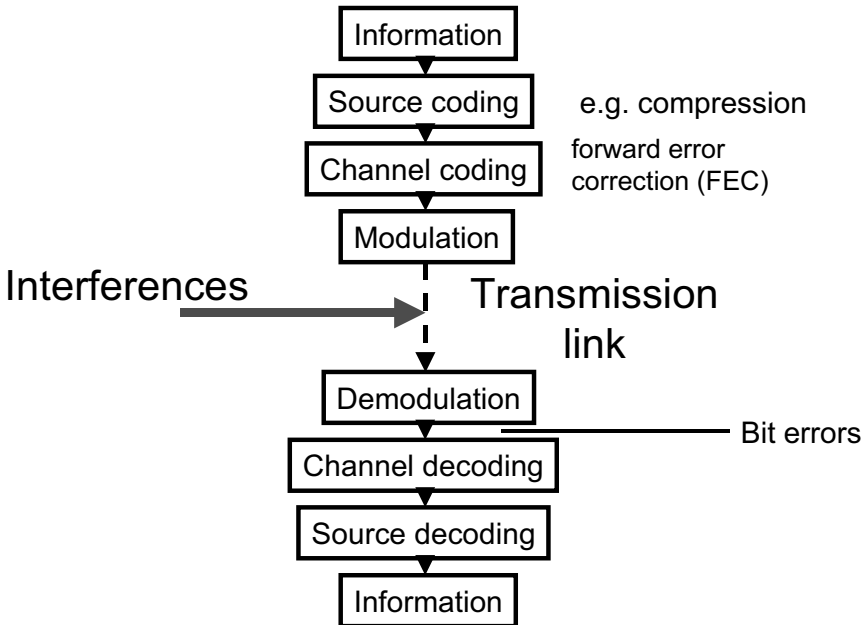 Information
Source coding
e.g. compression
Channel coding
forward error
correction (FEC)
Modulation
Interferences
Transmission
link
Demodulation
Bit errors
Channel decoding
Source decoding
Information